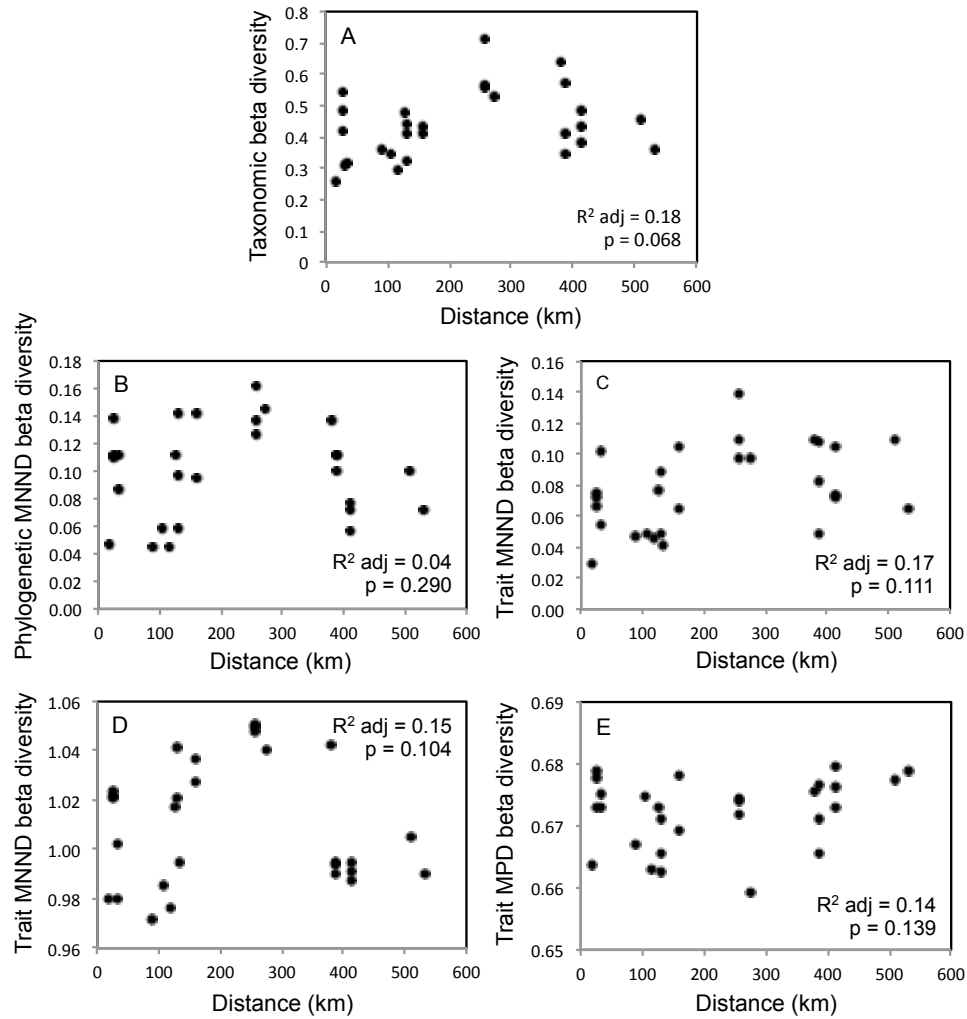 A
Taxonomic beta diversity
0.8
0.7
0.6
0.5
0.4
0.3
0.2
0.1
0
R² adj = 0.18
p = 0.068
0 100 200 300 400 500 600
Distance (km)
B
Phylogenetic MNND beta diversity
0.18
0.16
0.14
0.12
0.10
0.08
0.06
0.04
0.02
0.00
R² adj = 0.04
p = 0.290
0 100 200 300 400 500 600
Distance (km)
C
Trait MNND beta diversity
0.16
0.14
0.12
0.10
0.08
0.06
0.04
0.02
0.00
R² adj = 0.17
p = 0.111
0 100 200 300 400 500 600
Distance (km)
D
Trait MNND beta diversity
1.06
1.04
1.02
1.00
0.98
0.96
R² adj = 0.15
p = 0.104
0 100 200 300 400 500 600
Distance (km)
E
Trait MPD beta diversity
0.69
0.68
0.67
0.66
0.65
R² adj = 0.14
p = 0.139
0 100 200 300 400 500 600
Distance (km)